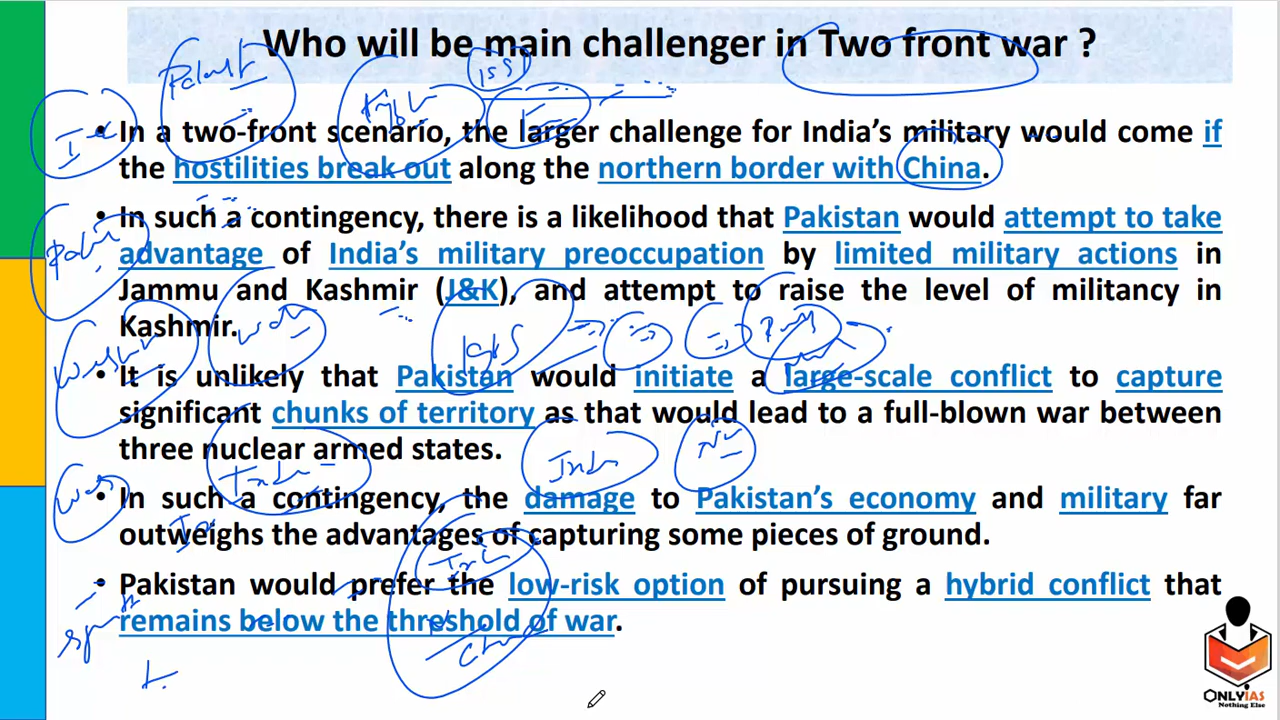 Who will be main challenger in Two front war ?
• In a two-front scenario, the larger challenge for India's military would come if
the hostilities break out along the northern border with China.
• In such a contingency, there is a likelihood that Pakistan would attempt to take
advantage of India's military preoccupation by limited military actions in
Jammu and Kashmir (J&K), and attempt to raise the level of militancy in
Kashmir.
• It is unlikely that Pakistan would initiate a large-scale conflict to capture
significant chunks of territory as that would lead to a full-blown war between
three nuclear armed states.
• In such a contingency, the damage to Pakistan's economy and military far
outweighs the advantages of capturing some pieces of ground.
• Pakistan would prefer the low-risk option of pursuing a hybrid conflict that
remains below the threshold of war.
ONLYIAS
Nothing Else